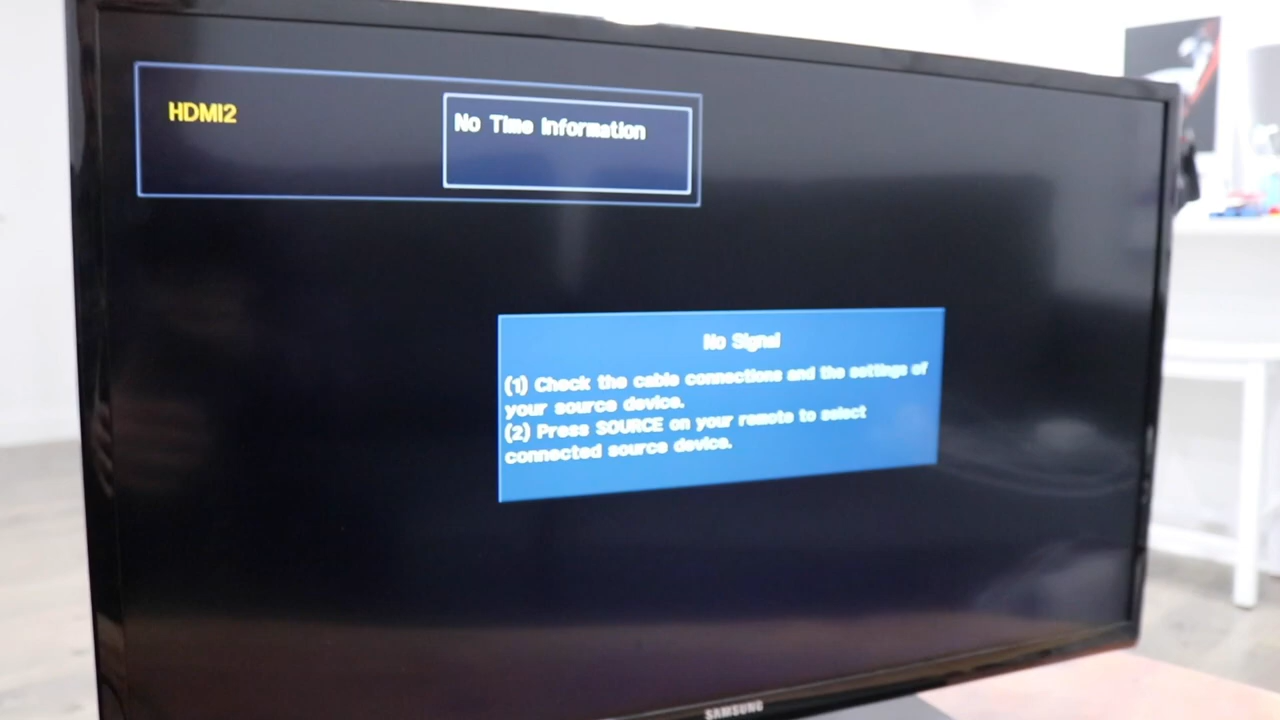 HDMI2
No Time Information
No Signal
(1) Check the cable connections and the settings of
your source device.
(2) Press SOURCE on your remote to select
connected source device.
SAMSUNG